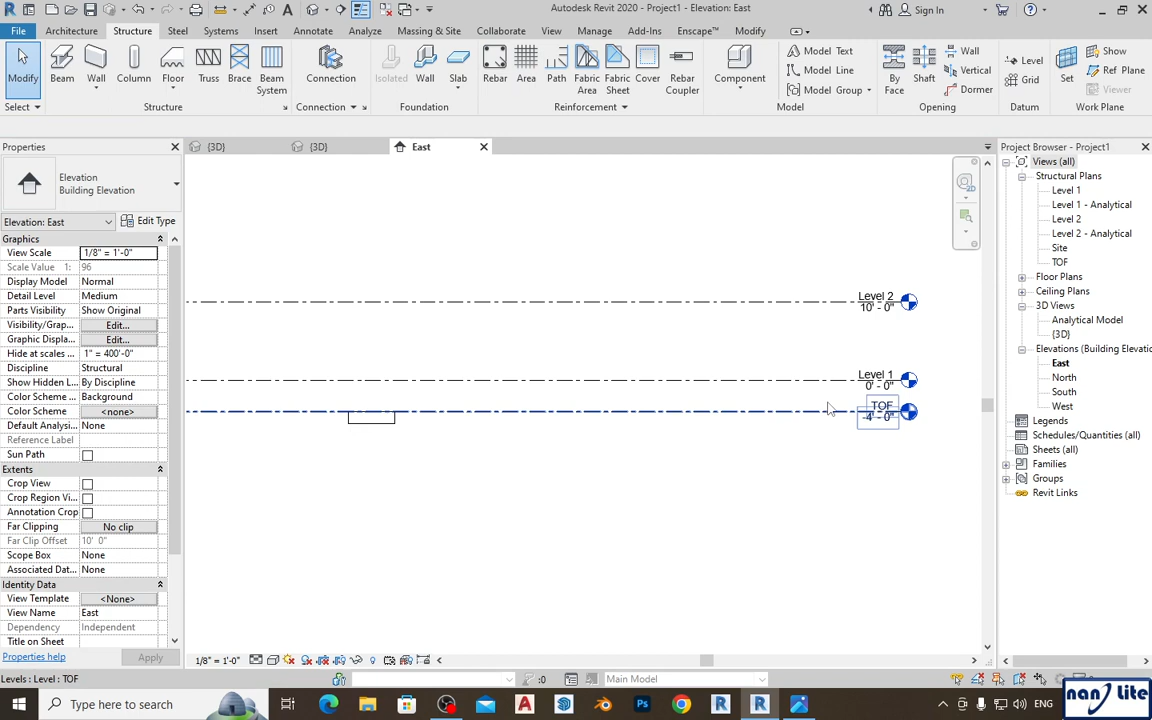 Autodesk Revit 2020 - Project1 - Elevation: East
Sign In
File
Architecture
Structure
Steel
Systems
Insert
Annotate
Analyze
Massing & Site
Collaborate
View
Manage
Add-Ins
Enscape™
Modify
Modify
Beam
Wall
Column
Floor
Truss
Brace
Beam
System
Connection
Isolated
Wall
Slab
Rebar
Area
Path
Fabric
Area
Fabric
Sheet
Cover
Rebar
Coupler
Component
Model Text
Model Line
Model Group
By
Face
Shaft
Wall
Vertical
Dormer
Level
Grid
Set
Show
Ref Plane
Viewer
Select
Structure
Connection
Foundation
Reinforcement
Model
Opening
Datum
Work Plane
Properties
{3D}
{3D}
East
Project Browser - Project1
Elevation
Building Elevation
Elevation: East
Edit Type
Graphics
View Scale 1/8" = 1'-0"
Scale Value 1: 96
Display Model Normal
Detail Level Medium
Parts Visibility Show Original
Visibility/Grap... Edit...
Graphic Displa... Edit...
Hide at scales ... 1" = 400'-0"
Discipline Structural
Show Hidden L... By Discipline
Color Scheme ... Background
Color Scheme <none>
Default Analysi... None
Reference Label
Sun Path
Extents
Crop View
Crop Region Vi...
Annotation Crop
Far Clipping No clip
Far Clip Offset 10' 0"
Scope Box None
Associated Dat... None
Identity Data
View Template <None>
View Name East
Dependency Independent
Title on Sheet
Properties help
Apply
Level 2
10' - 0"
Level 1
0' - 0"
TOF
-4' - 0"
Views (all)
Structural Plans
Level 1
Level 1 - Analytical
Level 2
Level 2 - Analytical
Site
TOF
Floor Plans
Ceiling Plans
3D Views
Analytical Model
{3D}
Elevations (Building Elevatio
East
North
South
West
Legends
Schedules/Quantities (all)
Sheets (all)
Families
Groups
Revit Links
1/8" = 1'-0"
Levels : Level : TOF
:0
Main Model
Type here to search
ENG
nanJlite